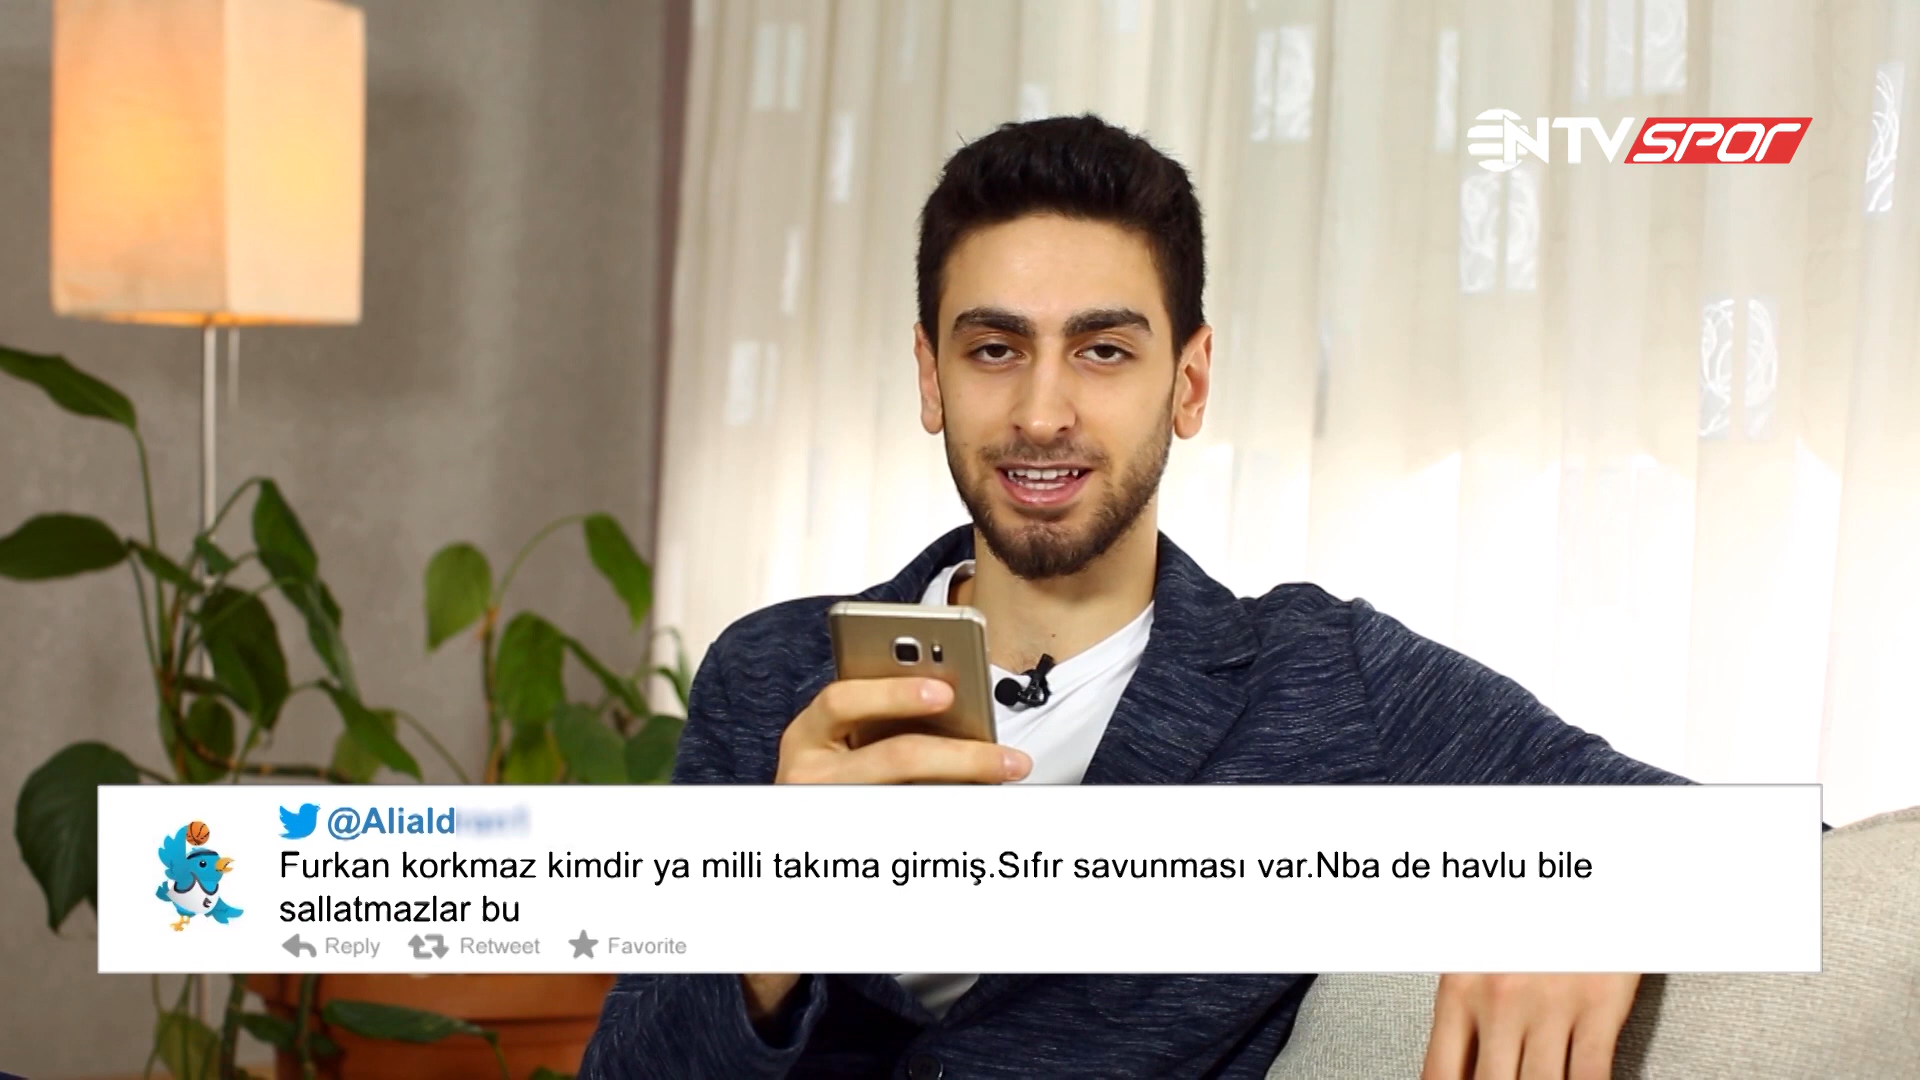 NTVSPOR
@Aliald
Furkan korkmaz kimdir ya milli takıma girmiş.Sıfır savunması var.Nba de havlu bile
sallatmazlar bu
Reply Retweet Favorite